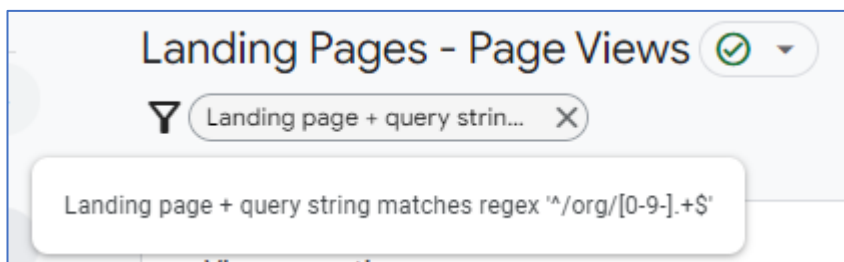 Landing Pages - Page Views
Landing page + query strin...
Landing page + query string matches regex '^/org/[0-9-].+$'